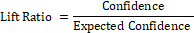 Lift Ratio = Confidence / Expected Confidence